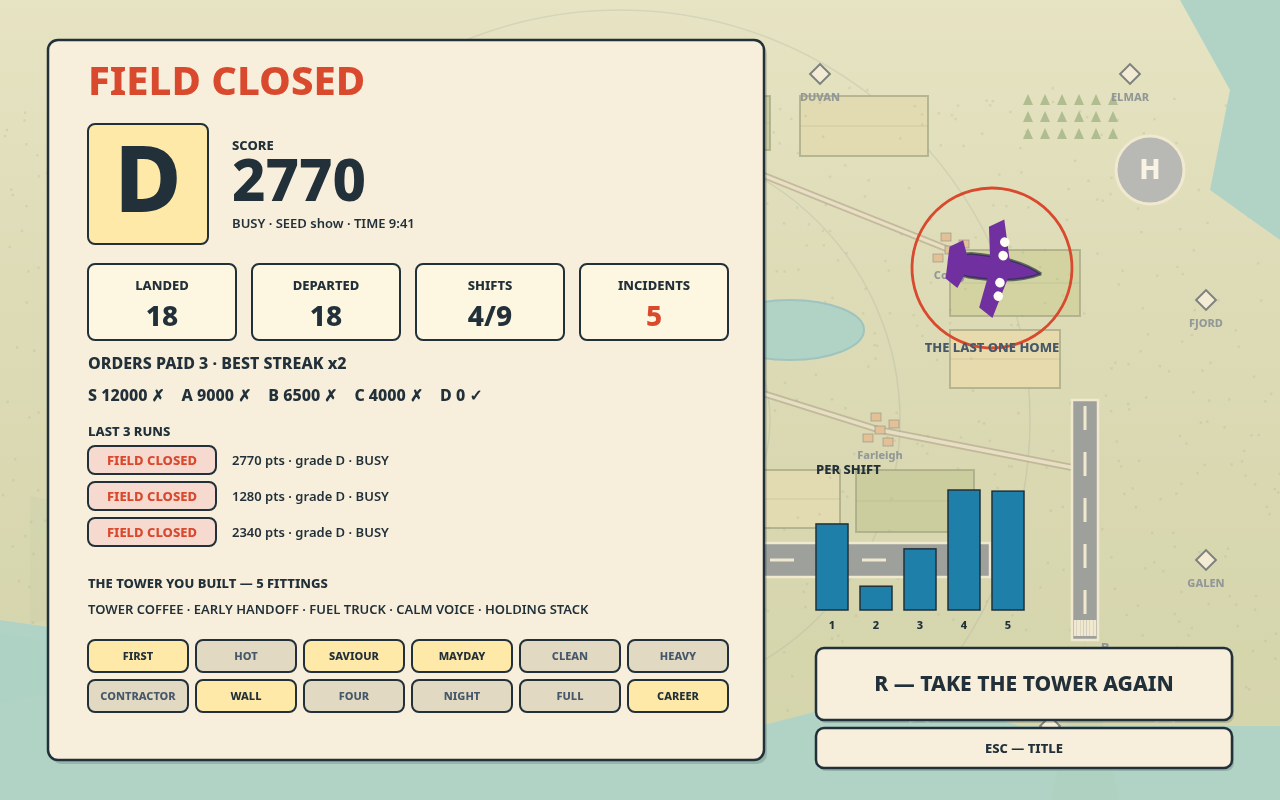 FIELD CLOSED
D
SCORE
2770
BUSY · SEED show · TIME 9:41
LANDED
18
DEPARTED
18
SHIFTS
4/9
INCIDENTS
5
ORDERS PAID 3 · BEST STREAK x2
S 12000 ✗ A 9000 ✗ B 6500 ✗ C 4000 ✗ D 0 ✓
LAST 3 RUNS
FIELD CLOSED 2770 pts · grade D · BUSY
FIELD CLOSED 1280 pts · grade D · BUSY
FIELD CLOSED 2340 pts · grade D · BUSY
THE TOWER YOU BUILT — 5 FITTINGS
TOWER COFFEE · EARLY HANDOFF · FUEL TRUCK · CALM VOICE · HOLDING STACK
FIRST HOT SAVIOUR MAYDAY CLEAN HEAVY
CONTRACTOR WALL FOUR NIGHT FULL CAREER
DUVAN
ELMAR
H
FJORD
THE LAST ONE HOME
Farleigh
PER SHIFT
1 2 3 4 5
GALEN
R — TAKE THE TOWER AGAIN
ESC — TITLE